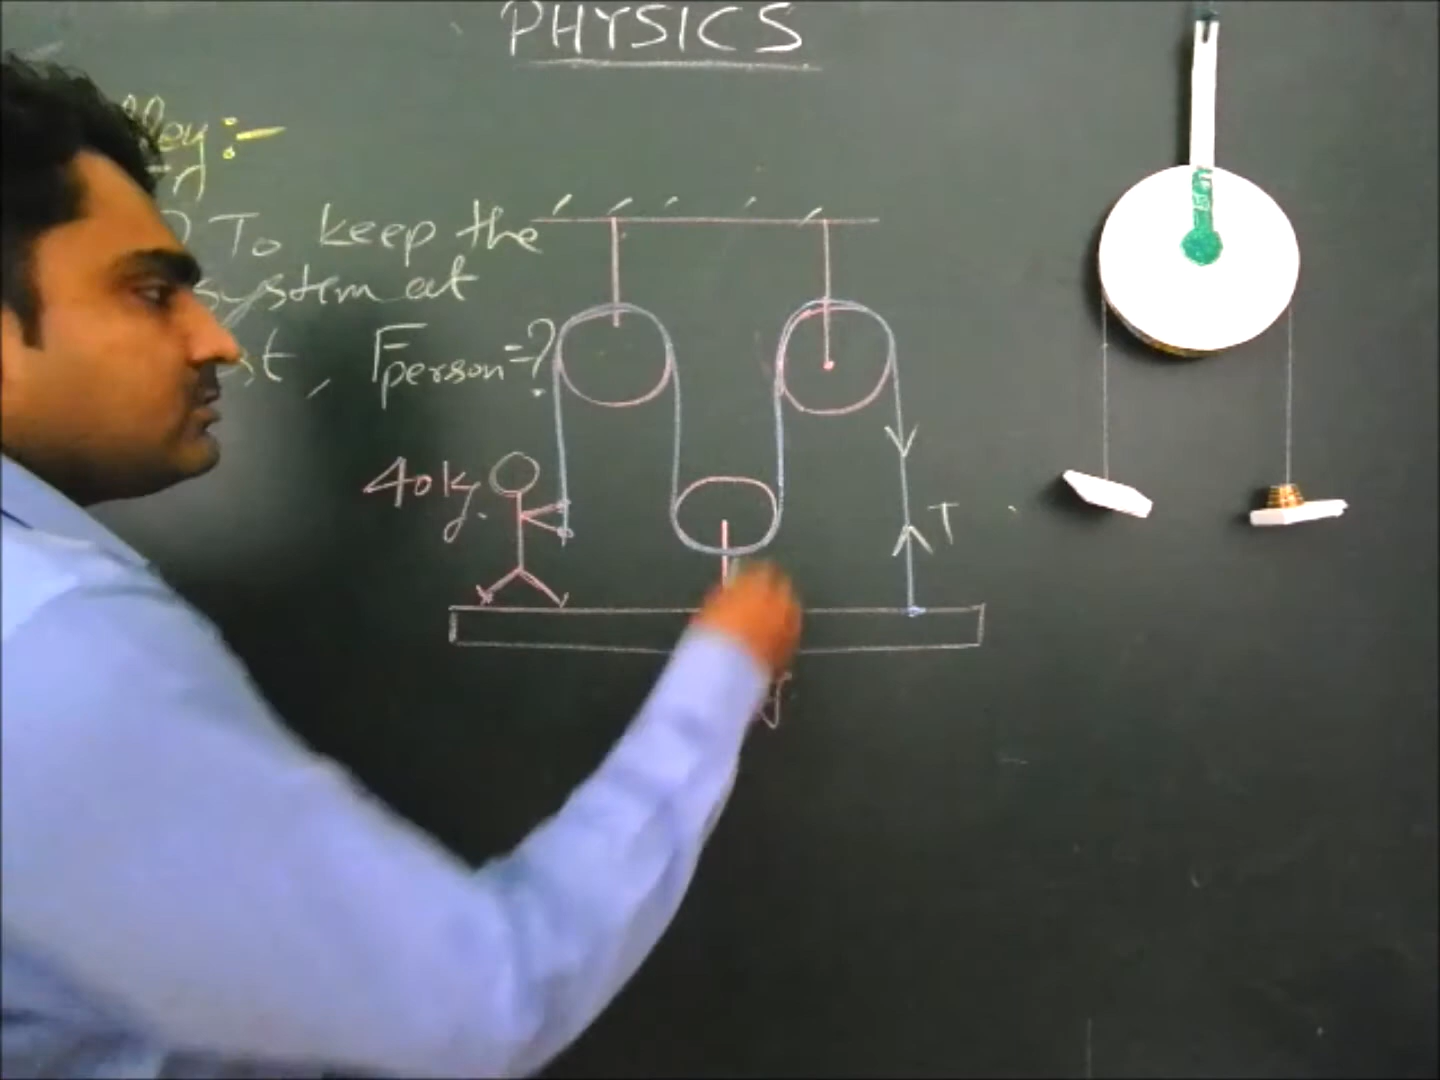 PHYSICS
To keep the
system at
, Fperson=?
40kg.
T